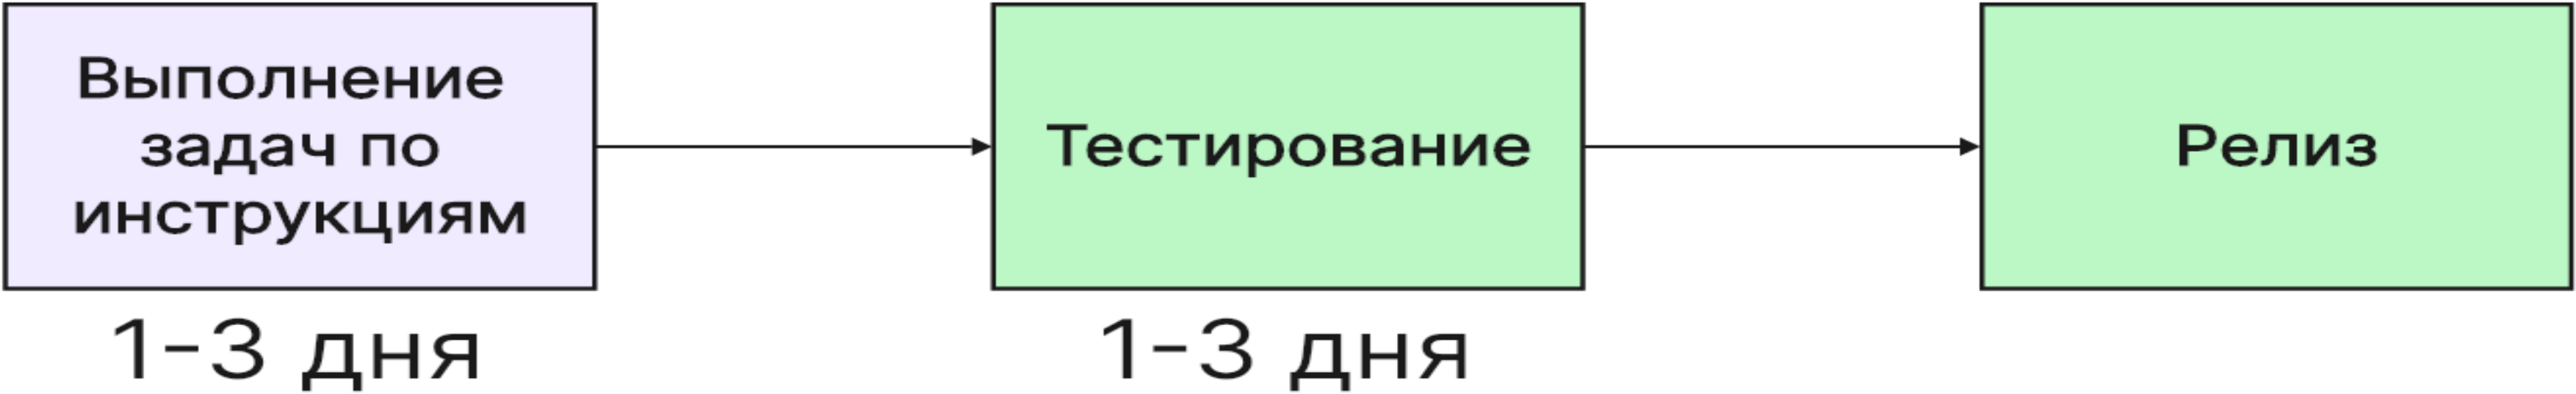 Выполнение
задач по
инструкциям
1-3 дня
Тестирование
1-3 дня
Релиз